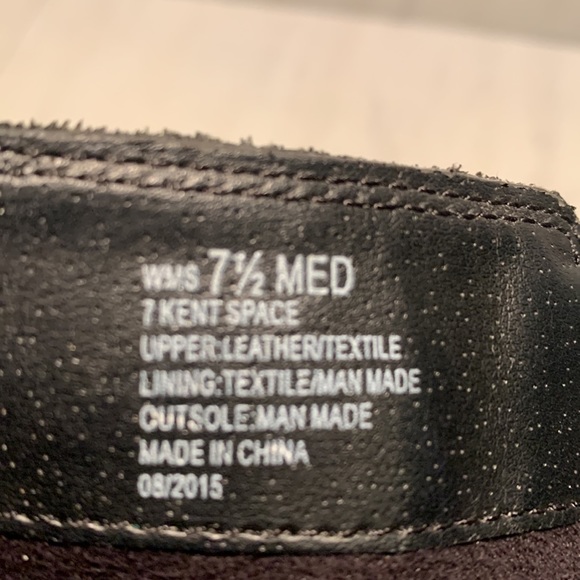 WMS 7½ MED
7 KENT SPACE
UPPER:LEATHER/TEXTILE
LINING:TEXTILE/MAN MADE
OUTSOLE:MAN MADE
MADE IN CHINA
08/2015